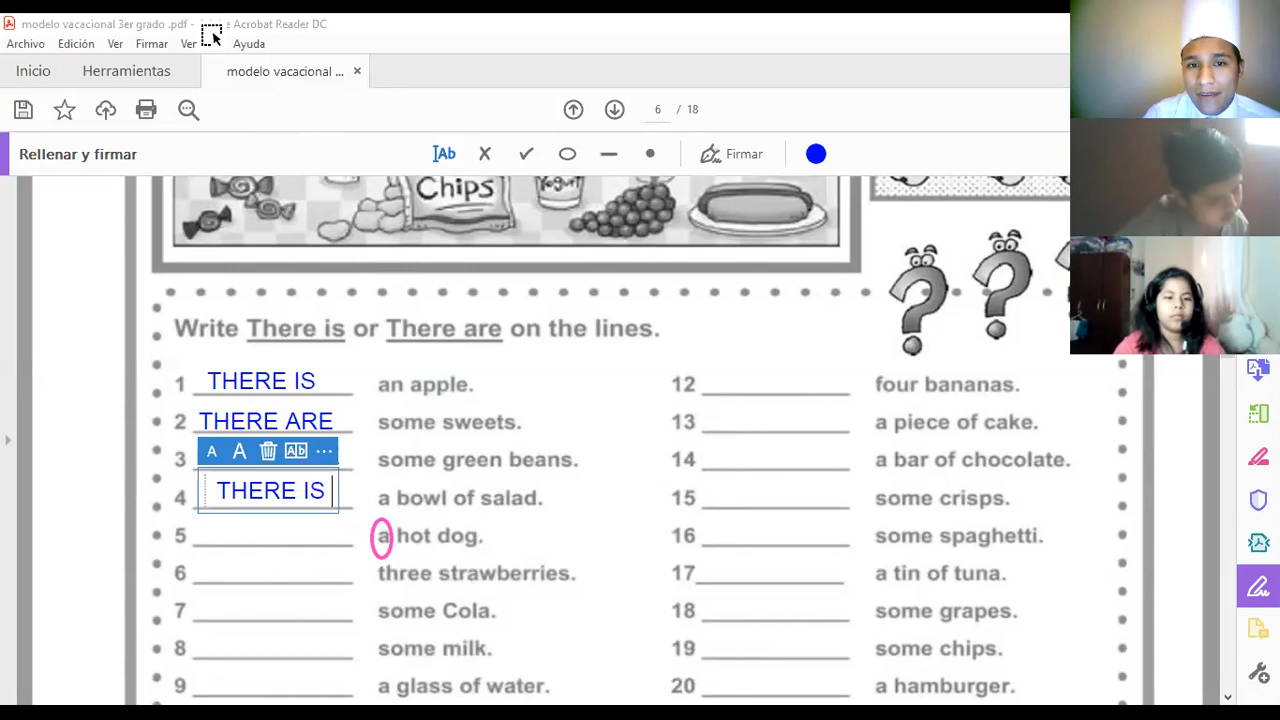 modelo vacacional 3er grado .pdf - Acrobat Reader DC
Archivo Edición Ver Firmar Ver Ayuda
Inicio Herramientas modelo vacacional ... ×
6 / 18
Rellenar y firmar Ab Firmar
Chips
Yogurt
Write There is or There are on the lines.
1 THERE IS an apple.
2 THERE ARE some sweets.
A A Ab ...
3 some green beans.
4 THERE IS a bowl of salad.
5 a hot dog.
6 three strawberries.
7 some Cola.
8 some milk.
9 a glass of water.
12 four bananas.
13 a piece of cake.
14 a bar of chocolate.
15 some crisps.
16 some spaghetti.
17 a tin of tuna.
18 some grapes.
19 some chips.
20 a hamburger.